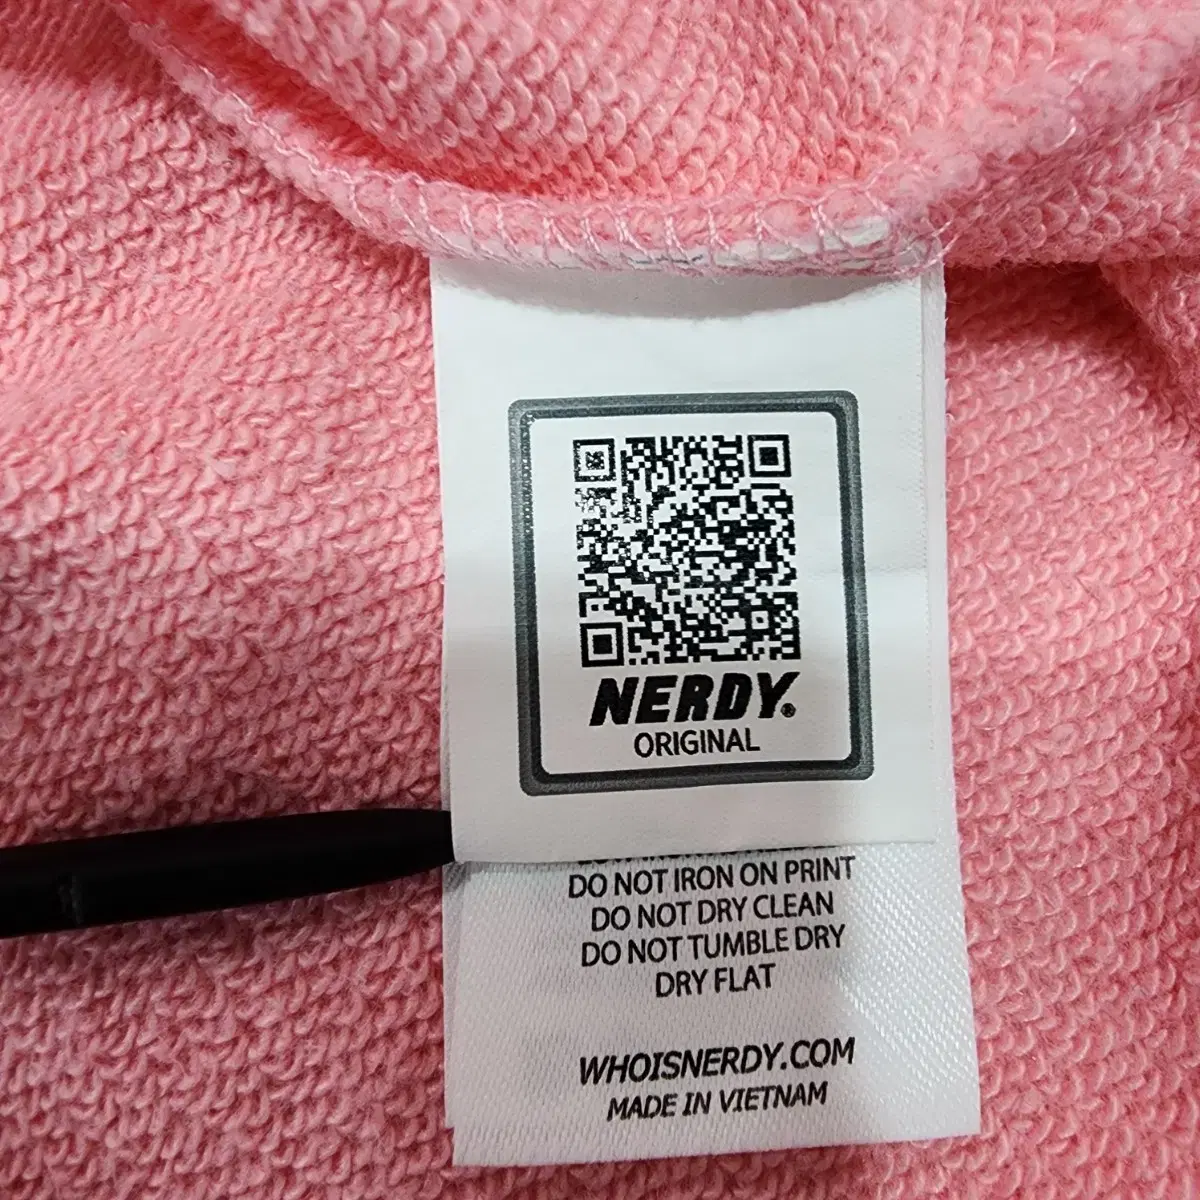 NERDY®
ORIGINAL
DO NOT IRON ON PRINT
DO NOT DRY CLEAN
DO NOT TUMBLE DRY
DRY FLAT
WHOISNERDY.COM
MADE IN VIETNAM